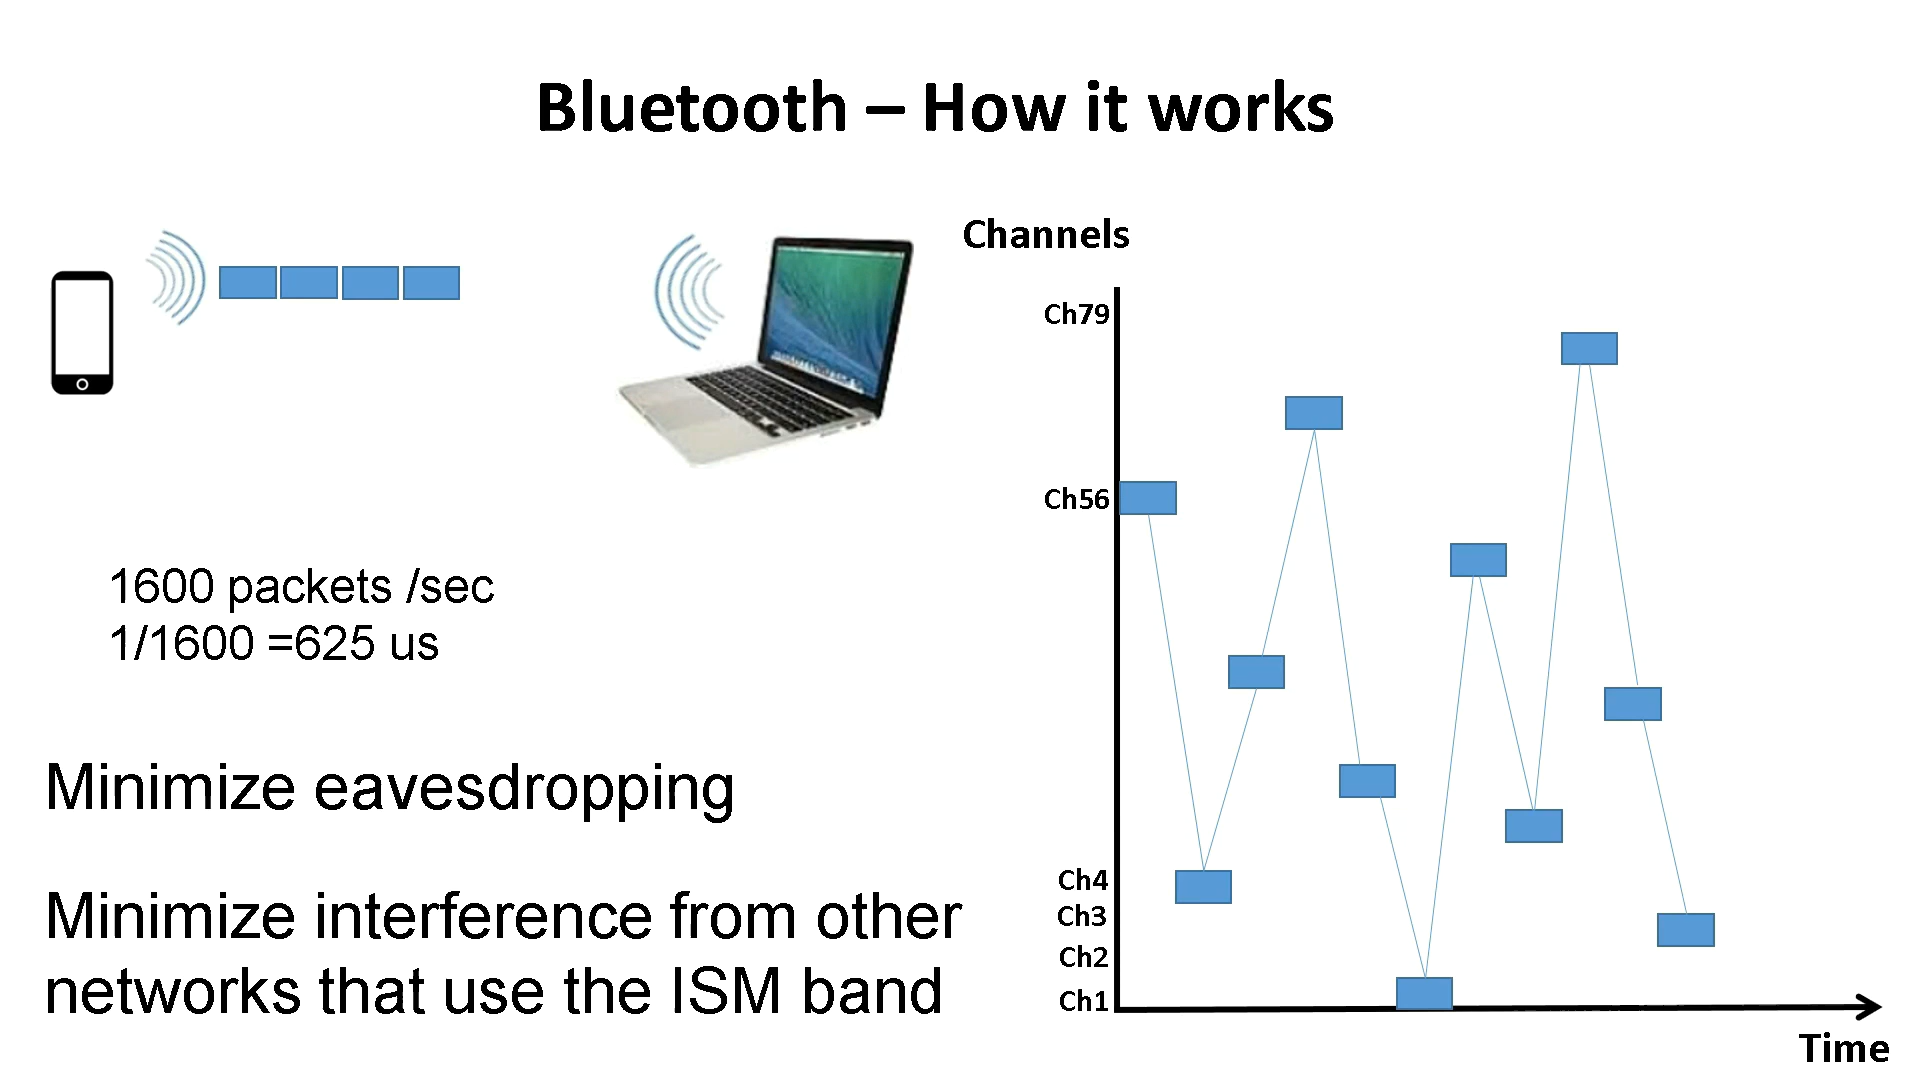 Bluetooth – How it works
1600 packets /sec
1/1600 =625 us
Minimize eavesdropping
Minimize interference from other
networks that use the ISM band
Channels
Ch79
Ch56
Ch4
Ch3
Ch2
Ch1
Time